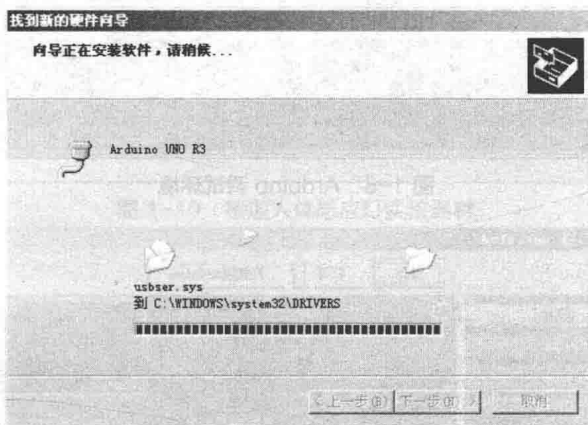 找到新的硬件向导
向导正在安装软件，请稍候...
Arduino UNO R3
usbser.sys
到 C:\WINDOWS\system32\DRIVERS
< 上一步(B)
下一步(N) >
取消